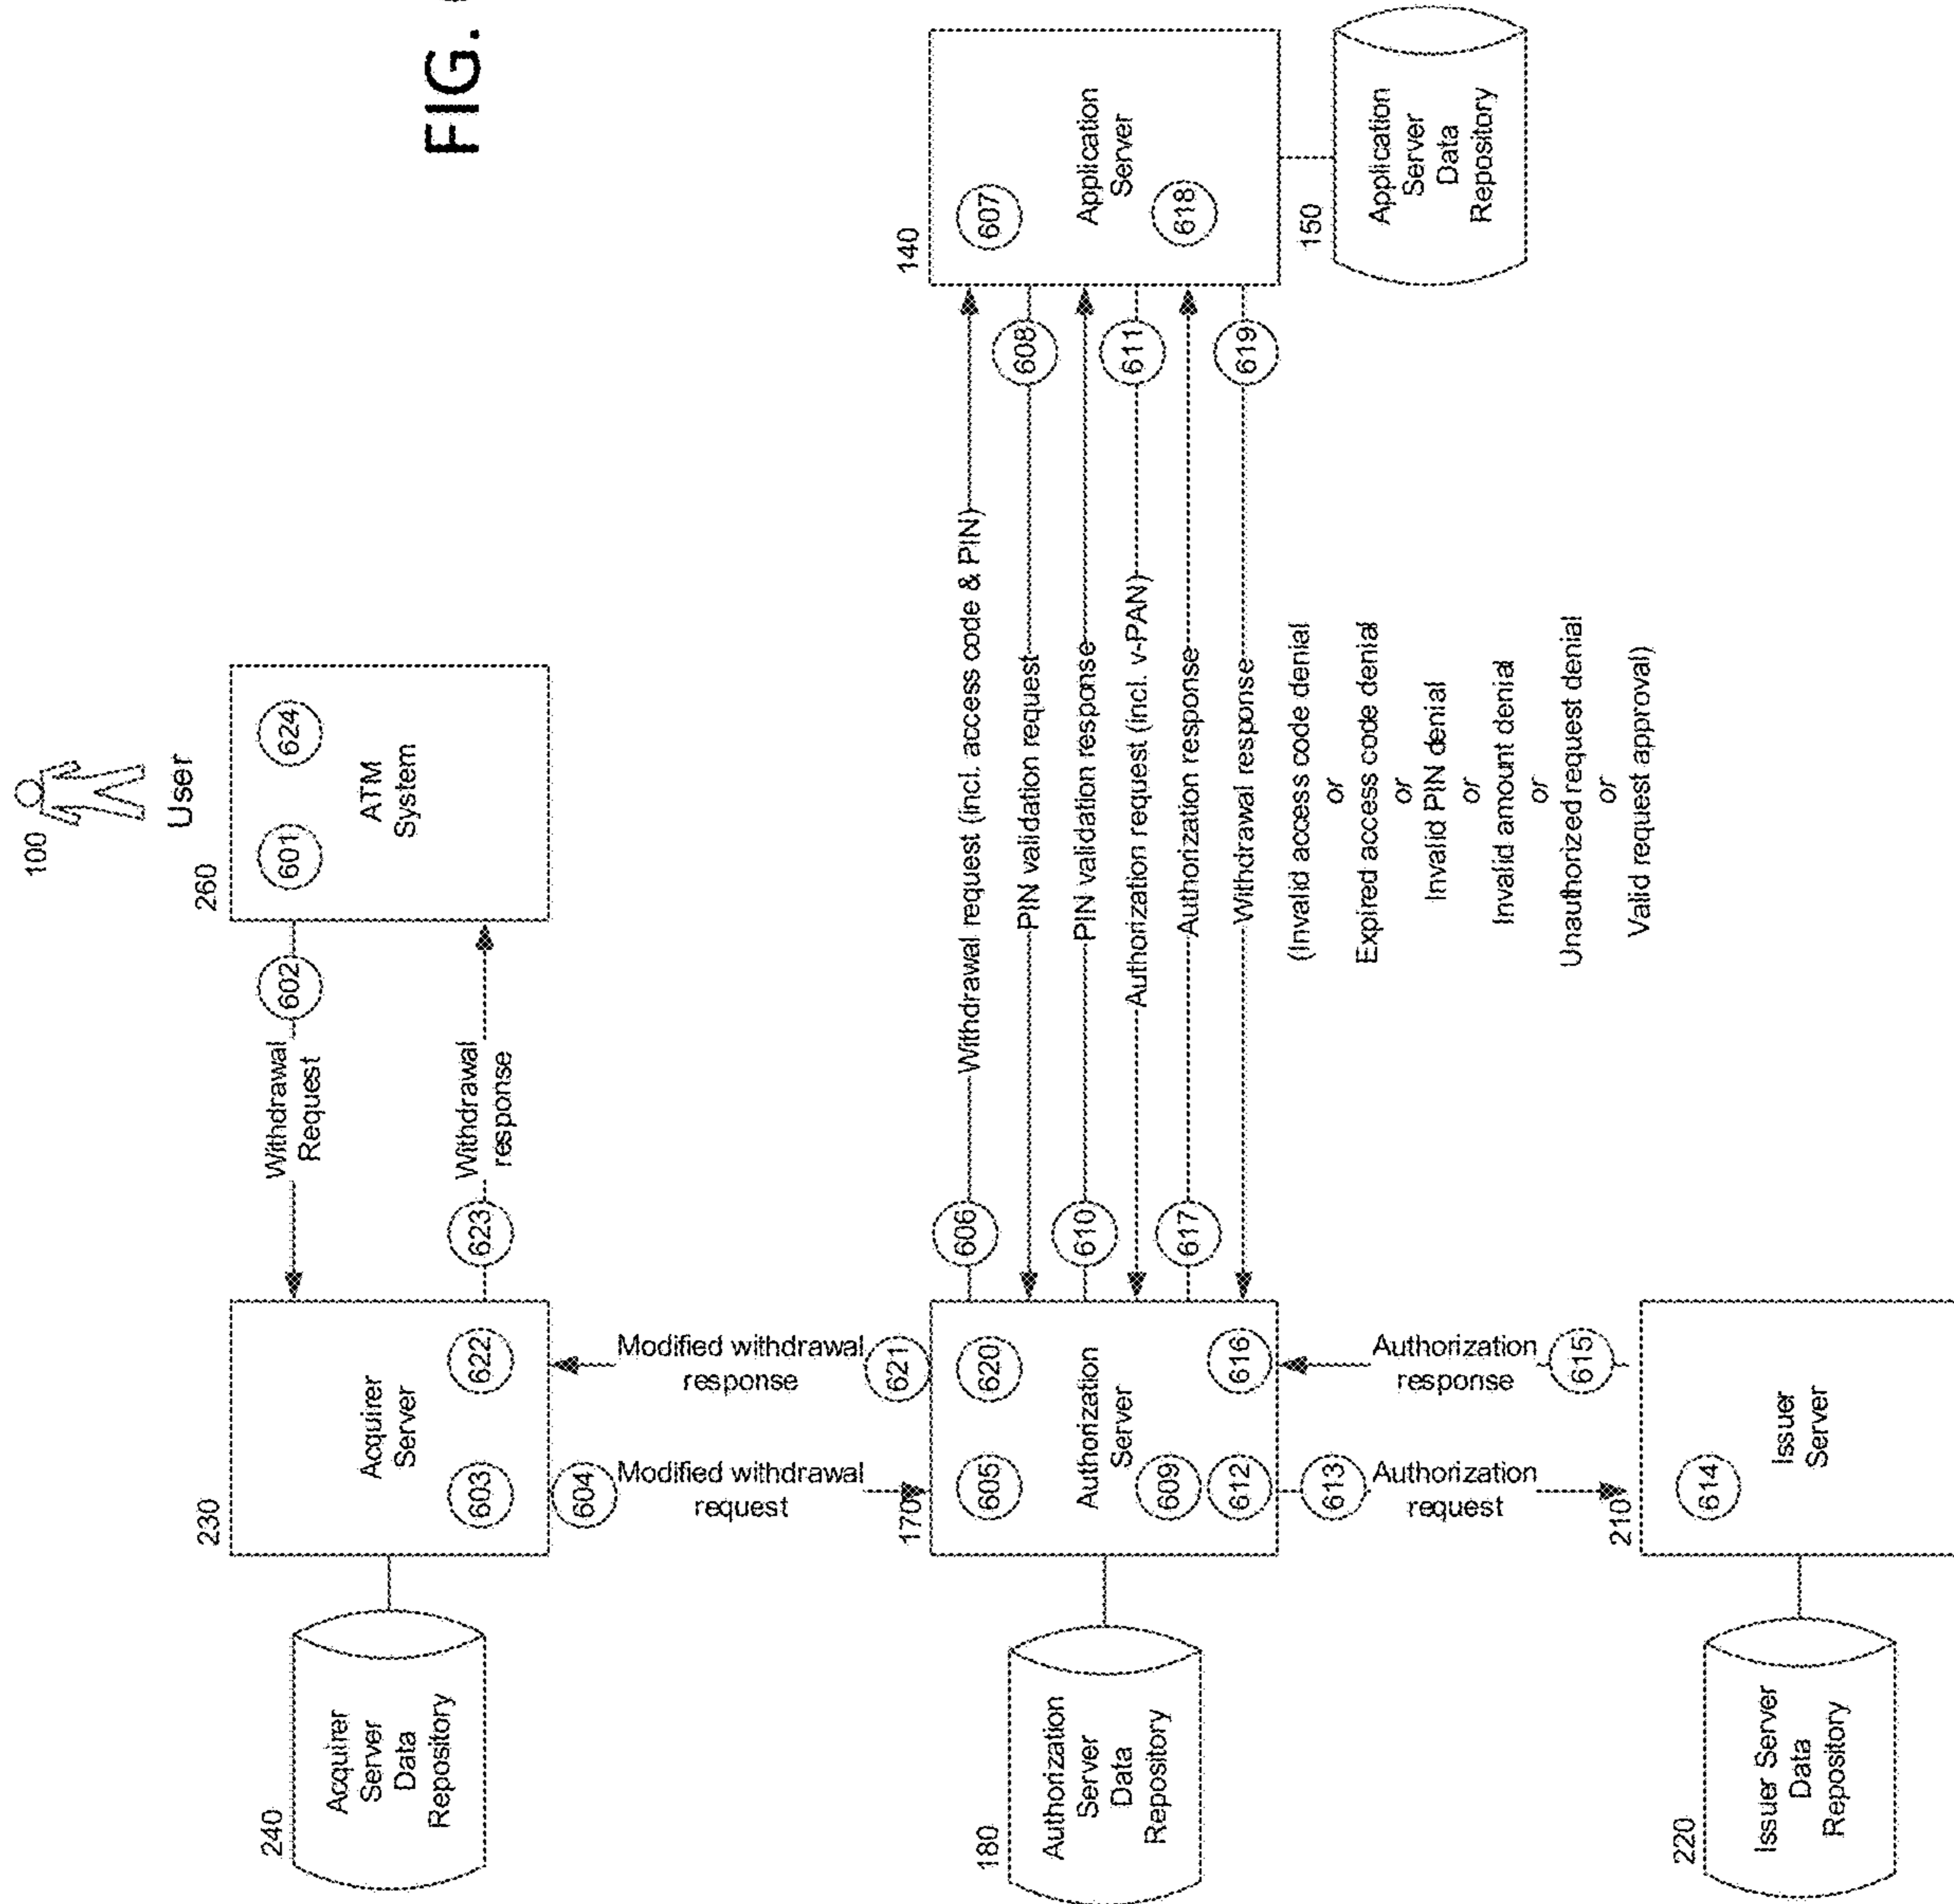 FIG.
100
User
260
601
624
ATM
System
602
Withdrawal
Request
Withdrawal
response
623
230
Acquirer
Server
603
622
240
Acquirer
Server
Data
Repository
604
Modified withdrawal
request
Modified withdrawal
response
621
170
605
620
Authorization
Server
609
612
616
180
Authorization
Server
Data
Repository
606
Withdrawal request (incl. access code & PIN)
608
PIN validation request
610
PIN validation response
611
Authorization request (incl. v-PAN)
617
Authorization response
619
Withdrawal response
(Invalid access code denial
or
Expired access code denial
or
Invalid PIN denial
or
Invalid amount denial
or
Unauthorized request denial
or
Valid request approval)
140
607
Application
Server
618
150
Application
Server
Data
Repository
613
Authorization
request
Authorization
response
615
210
614
Issuer
Server
220
Issuer Server
Data
Repository